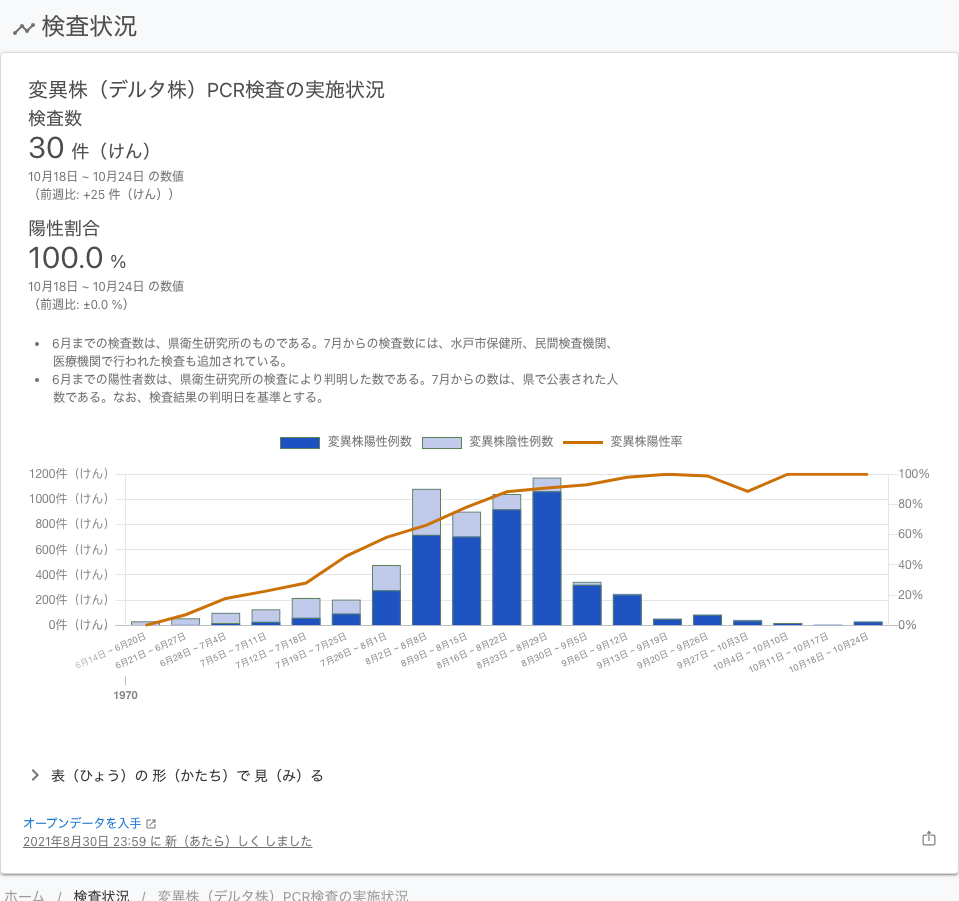 検査状況
変異株（デルタ株）PCR検査の実施状況
検査数
30 件（けん）
10月18日 ~ 10月24日 の数値
（前週比: +25 件（けん））
陽性割合
100.0 %
10月18日 ~ 10月24日 の数値
（前週比: ±0.0 %）
• 6月までの検査数は、県衛生研究所のものである。7月からの検査数には、水戸市保健所、民間検査機関、
医療機関で行われた検査も追加されている。
• 6月までの陽性者数は、県衛生研究所の検査により判明した数である。7月からの数は、県で公表された人
数である。なお、検査結果の判明日を基準とする。
変異株陽性例数 変異株陰性例数 変異株陽性率
1200件（けん） 100%
1000件（けん） 80%
800件（けん） 60%
600件（けん） 40%
400件（けん） 20%
200件（けん） 0%
0件（けん）
6月14日 ~ 6月20日
6月21日 ~ 6月27日
6月28日 ~ 7月4日
7月5日 ~ 7月11日
7月12日 ~ 7月18日
7月19日 ~ 7月25日
7月26日 ~ 8月1日
8月2日 ~ 8月8日
8月9日 ~ 8月15日
8月16日 ~ 8月22日
8月23日 ~ 8月29日
8月30日 ~ 9月5日
9月6日 ~ 9月12日
9月13日 ~ 9月19日
9月20日 ~ 9月26日
9月27日 ~ 10月3日
10月4日 ~ 10月10日
10月11日 ~ 10月17日
10月18日 ~ 10月24日
1970
表（ひょう）の 形（かたち）で 見（み）る
オープンデータを入手
2021年8月30日 23:59 に 新（あたら）しく しました
ホーム / 検査状況 / 変異株（デルタ株）PCR検査の実施状況